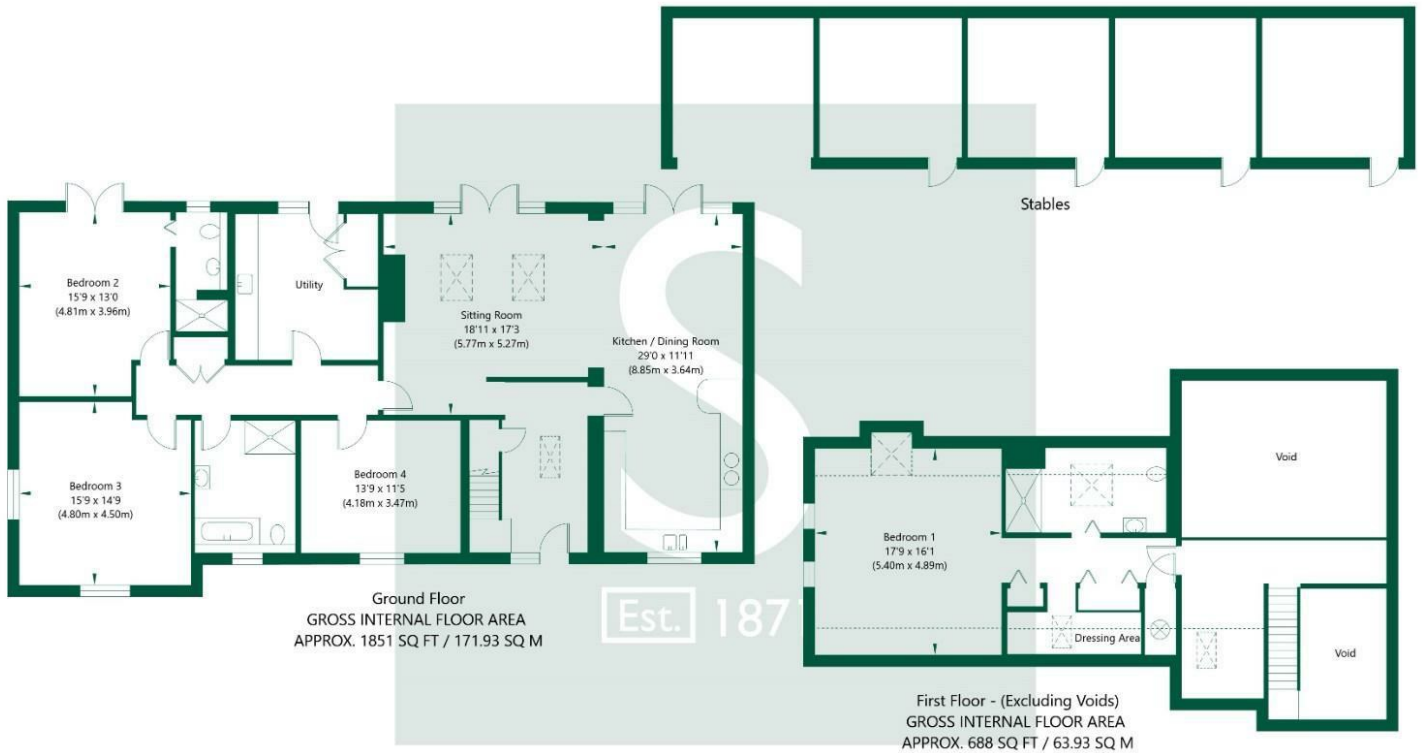 Stables
Bedroom 2
15'9 x 13'0
(4.81m x 3.96m)
Utility
Sitting Room
18'11 x 17'3
(5.77m x 5.27m)
Kitchen / Dining Room
29'0 x 11'11
(8.85m x 3.64m)
Bedroom 3
15'9 x 14'9
(4.80m x 4.50m)
Bedroom 4
13'9 x 11'5
(4.18m x 3.47m)
Ground Floor
GROSS INTERNAL FLOOR AREA
APPROX. 1851 SQ FT / 171.93 SQ M
S
Est. 187
Void
Bedroom 1
17'9 x 16'1
(5.40m x 4.89m)
Dressing Area
Void
First Floor - (Excluding Voids)
GROSS INTERNAL FLOOR AREA
APPROX. 688 SQ FT / 63.93 SQ M